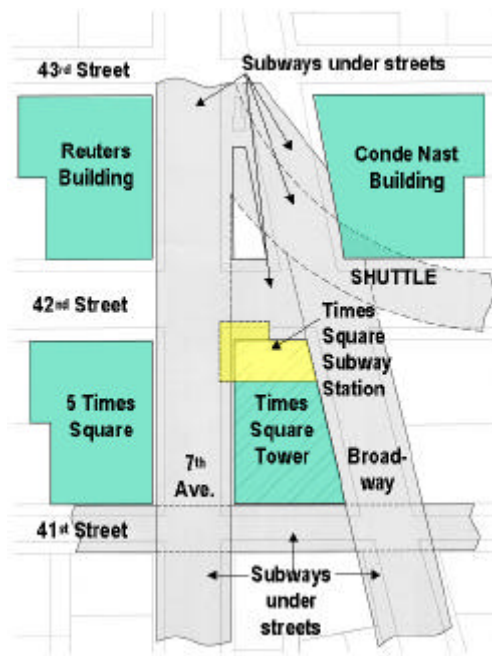 Subways under streets
43rd Street
Reuters
Building
Conde Nast
Building
SHUTTLE
42nd Street
Times
Square
Subway
Station
5 Times
Square
7th
Ave.
Times
Square
Tower
Broad-
way
41st Street
Subways
under
streets